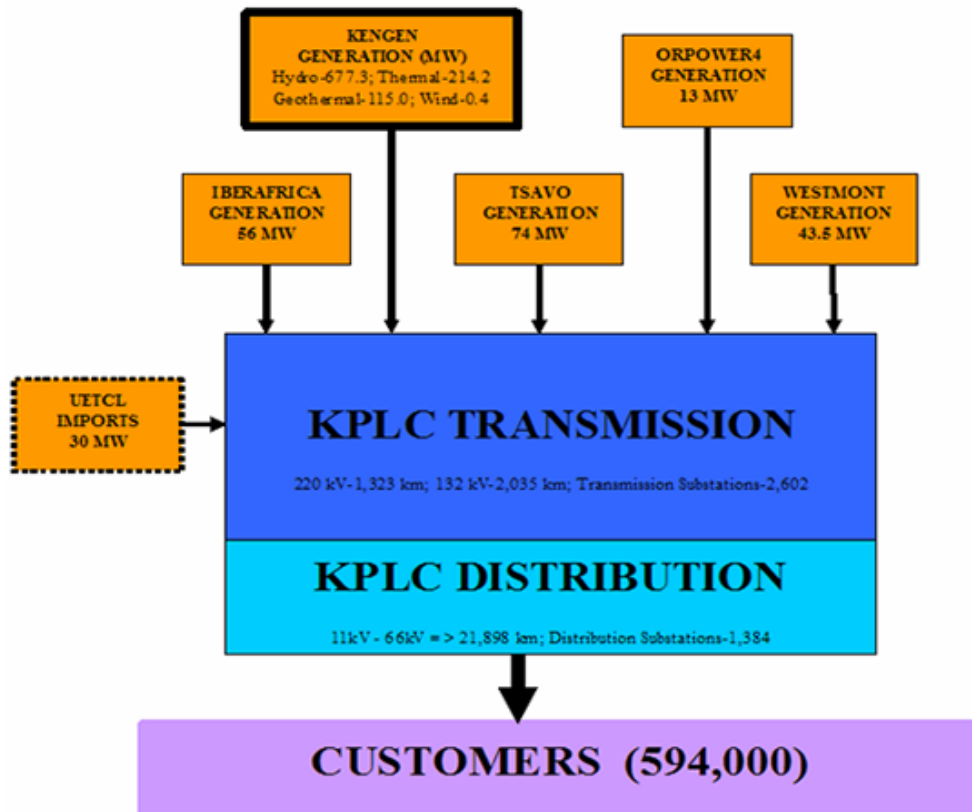 KENGEN
GENERATION (MW)
Hydro-677.3; Thermal-214.2
Geothermal-115.0; Wind-0.4
ORPOWER4
GENERATION
13 MW
IBERAFRICA
GENERATION
56 MW
TSAVO
GENERATION
74 MW
WESTMONT
GENERATION
43.5 MW
UETCL
IMPORTS
30 MW
KPLC TRANSMISSION
220 kV-1,323 km; 132 kV-2,035 km; Transmission Substations-2,602
KPLC DISTRIBUTION
11kV - 66kV = > 21,898 km; Distribution Substations-1,384
CUSTOMERS (594,000)